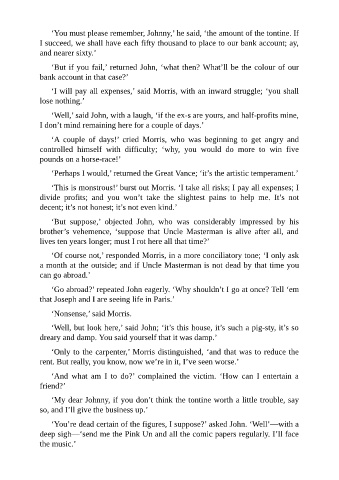 ‘You must please remember, Johnny,’ he said, ‘the amount of the tontine. If
I succeed, we shall have each fifty thousand to place to our bank account; ay,
and nearer sixty.’
‘But if you fail,’ returned John, ‘what then? What’ll be the colour of our
bank account in that case?’
‘I will pay all expenses,’ said Morris, with an inward struggle; ‘you shall
lose nothing.’
‘Well,’ said John, with a laugh, ‘if the ex-s are yours, and half-profits mine,
I don’t mind remaining here for a couple of days.’
‘A couple of days!’ cried Morris, who was beginning to get angry and
controlled himself with difficulty; ‘why, you would do more to win five
pounds on a horse-race!’
‘Perhaps I would,’ returned the Great Vance; ‘it’s the artistic temperament.’
‘This is monstrous!’ burst out Morris. ‘I take all risks; I pay all expenses; I
divide profits; and you won’t take the slightest pains to help me. It’s not
decent; it’s not honest; it’s not even kind.’
‘But suppose,’ objected John, who was considerably impressed by his
brother’s vehemence, ‘suppose that Uncle Masterman is alive after all, and
lives ten years longer; must I rot here all that time?’
‘Of course not,’ responded Morris, in a more conciliatory tone; ‘I only ask
a month at the outside; and if Uncle Masterman is not dead by that time you
can go abroad.’
‘Go abroad?’ repeated John eagerly. ‘Why shouldn’t I go at once? Tell ‘em
that Joseph and I are seeing life in Paris.’
‘Nonsense,’ said Morris.
‘Well, but look here,’ said John; ‘it’s this house, it’s such a pig-sty, it’s so
dreary and damp. You said yourself that it was damp.’
‘Only to the carpenter,’ Morris distinguished, ‘and that was to reduce the
rent. But really, you know, now we’re in it, I’ve seen worse.’
‘And what am I to do?’ complained the victim. ‘How can I entertain a
friend?’
‘My dear Johnny, if you don’t think the tontine worth a little trouble, say
so, and I’ll give the business up.’
‘You’re dead certain of the figures, I suppose?’ asked John. ‘Well’—with a
deep sigh—‘send me the Pink Un and all the comic papers regularly. I’ll face
the music.’